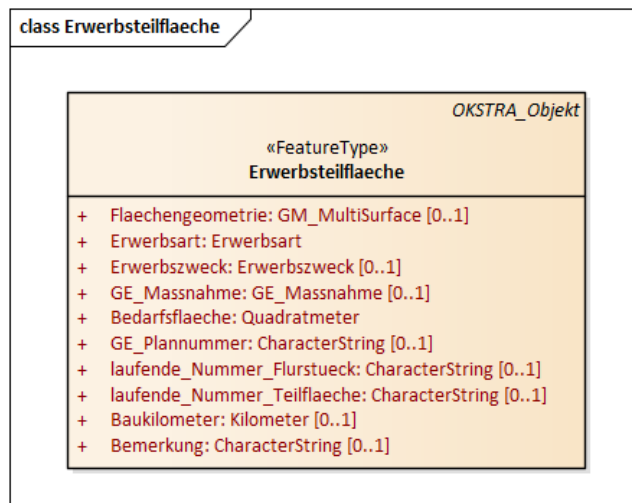 class Erwerbsteilflaeche
OKSTRA_Objekt
«FeatureType»
Erwerbsteilflaeche
+ Flaechengeometrie: GM_MultiSurface [0..1]
+ Erwerbsart: Erwerbsart
+ Erwerbszweck: Erwerbszweck [0..1]
+ GE_Massnahme: GE_Massnahme [0..1]
+ Bedarfsflaeche: Quadratmeter
+ GE_Plannummer: CharacterString [0..1]
+ laufende_Nummer_Flurstueck: CharacterString [0..1]
+ laufende_Nummer_Teilflaeche: CharacterString [0..1]
+ Baukilometer: Kilometer [0..1]
+ Bemerkung: CharacterString [0..1]